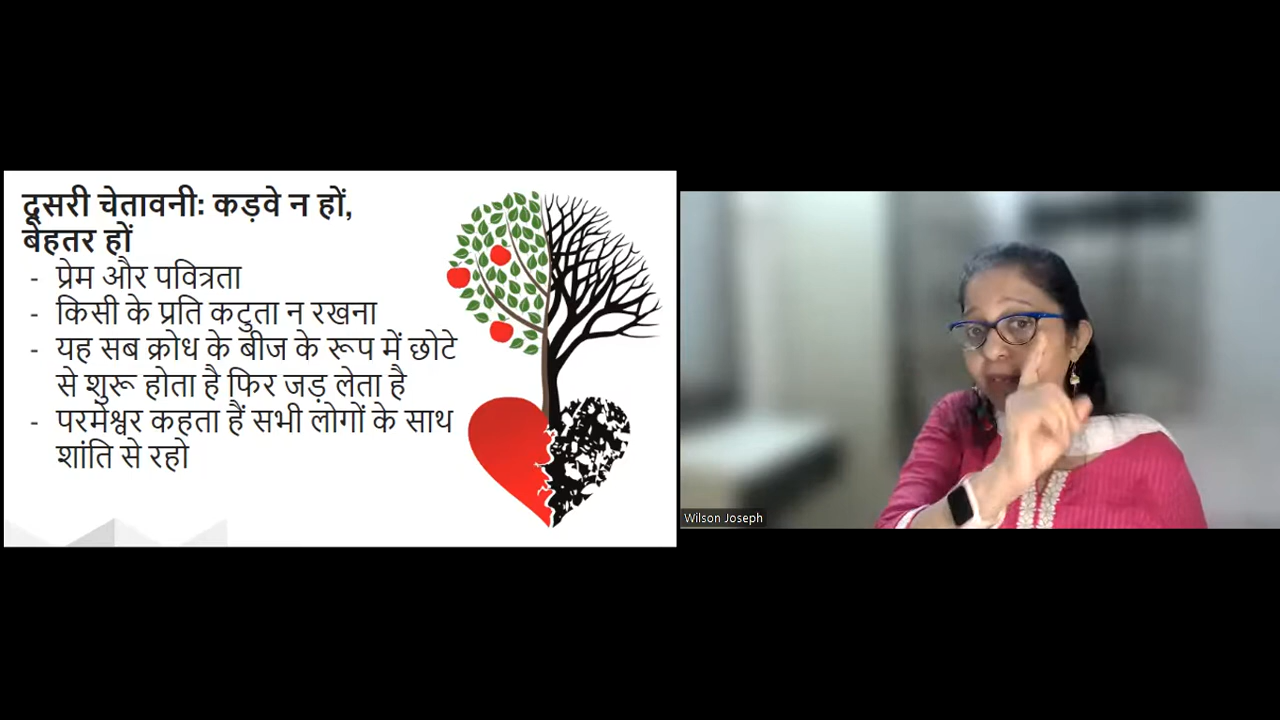 दूसरी चेतावनी: कड़वे न हों,
बेहतर हों
- प्रेम और पवित्रता
- किसी के प्रति कटुता न रखना
- यह सब क्रोध के बीज के रूप में छोटे
से शुरू होता है फिर जड़ लेता है
- परमेश्वर कहता हैं सभी लोगों के साथ
शांति से रहो
Wilson Joseph